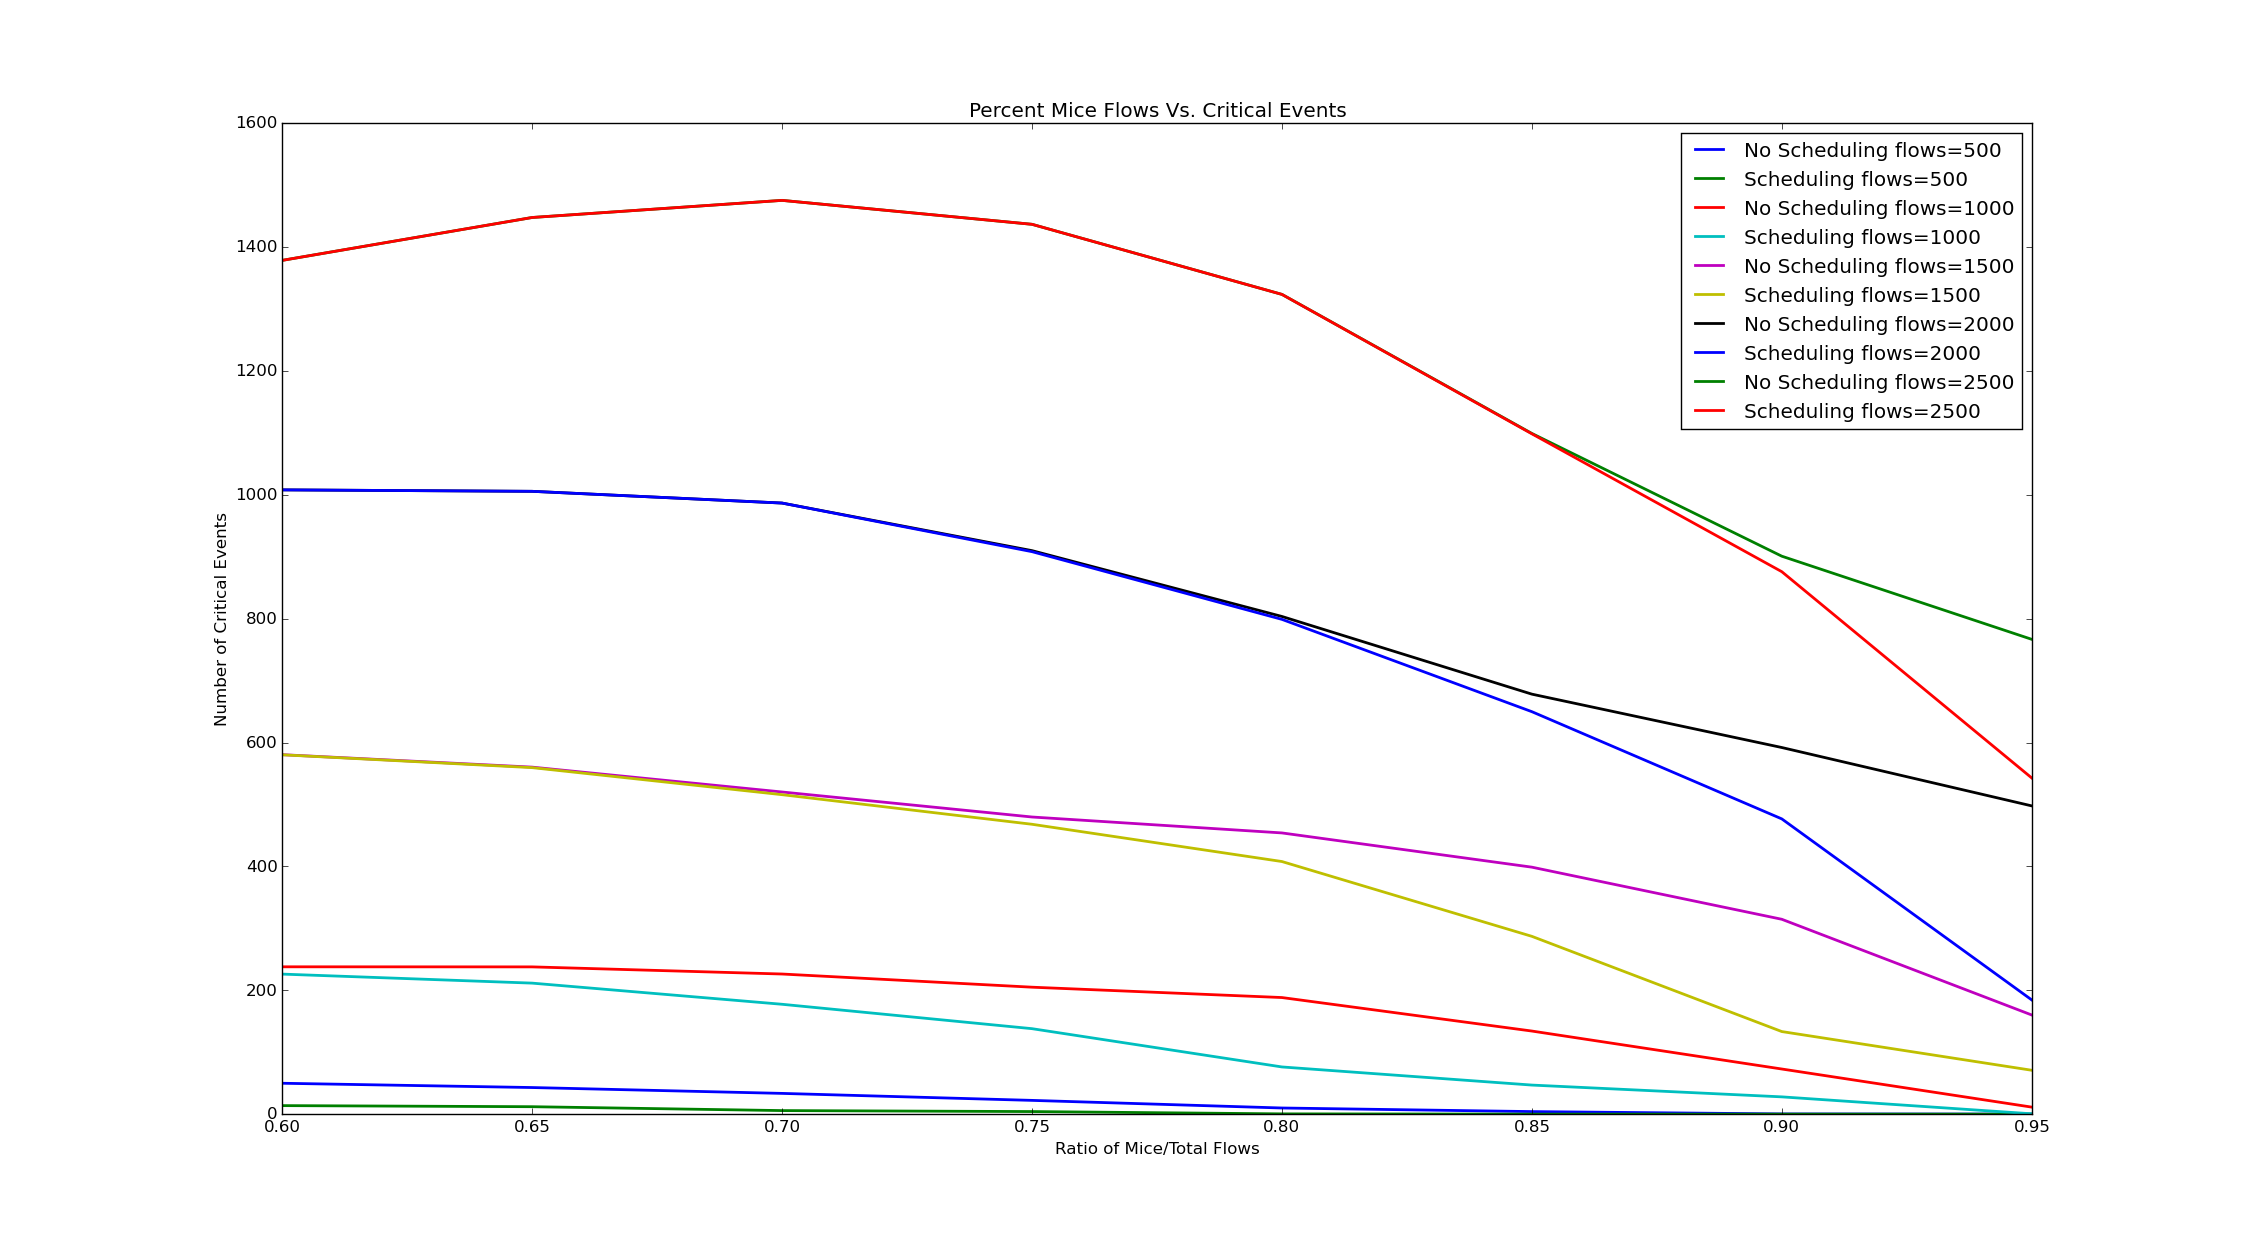 Percent Mice Flows Vs. Critical Events
1600
1400
1200
1000
800
600
400
200
0
Number of Critical Events
No Scheduling flows=500
Scheduling flows=500
No Scheduling flows=1000
Scheduling flows=1000
No Scheduling flows=1500
Scheduling flows=1500
No Scheduling flows=2000
Scheduling flows=2000
No Scheduling flows=2500
Scheduling flows=2500
0.60 0.65 0.70 0.75 0.80 0.85 0.90 0.95
Ratio of Mice/Total Flows